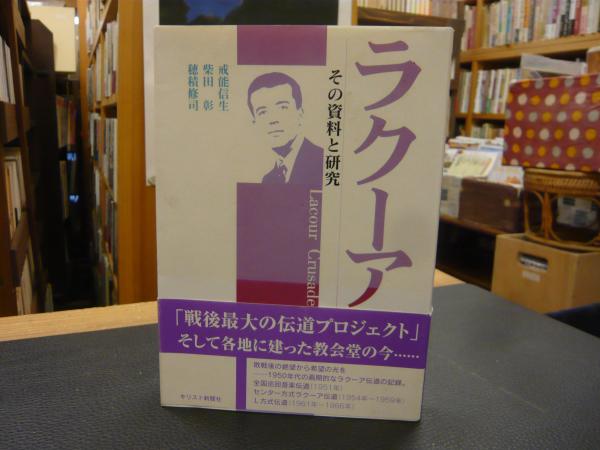 ラクーア
その資料と研究
Lacour Crusade
戒能信生
柴田 彰
穂積修司
「戦後最大の伝道プロジェクト」
そして各地に建った教会堂の今……
敗戦後の絶望から希望の光を
――1950年代の画期的なラクーア伝道の記録。
全国巡回音楽伝道(1951年)
センター方式ラクーア伝道(1954年－1959年)
L方式伝道(1961年－1966年)
キリスト新聞社